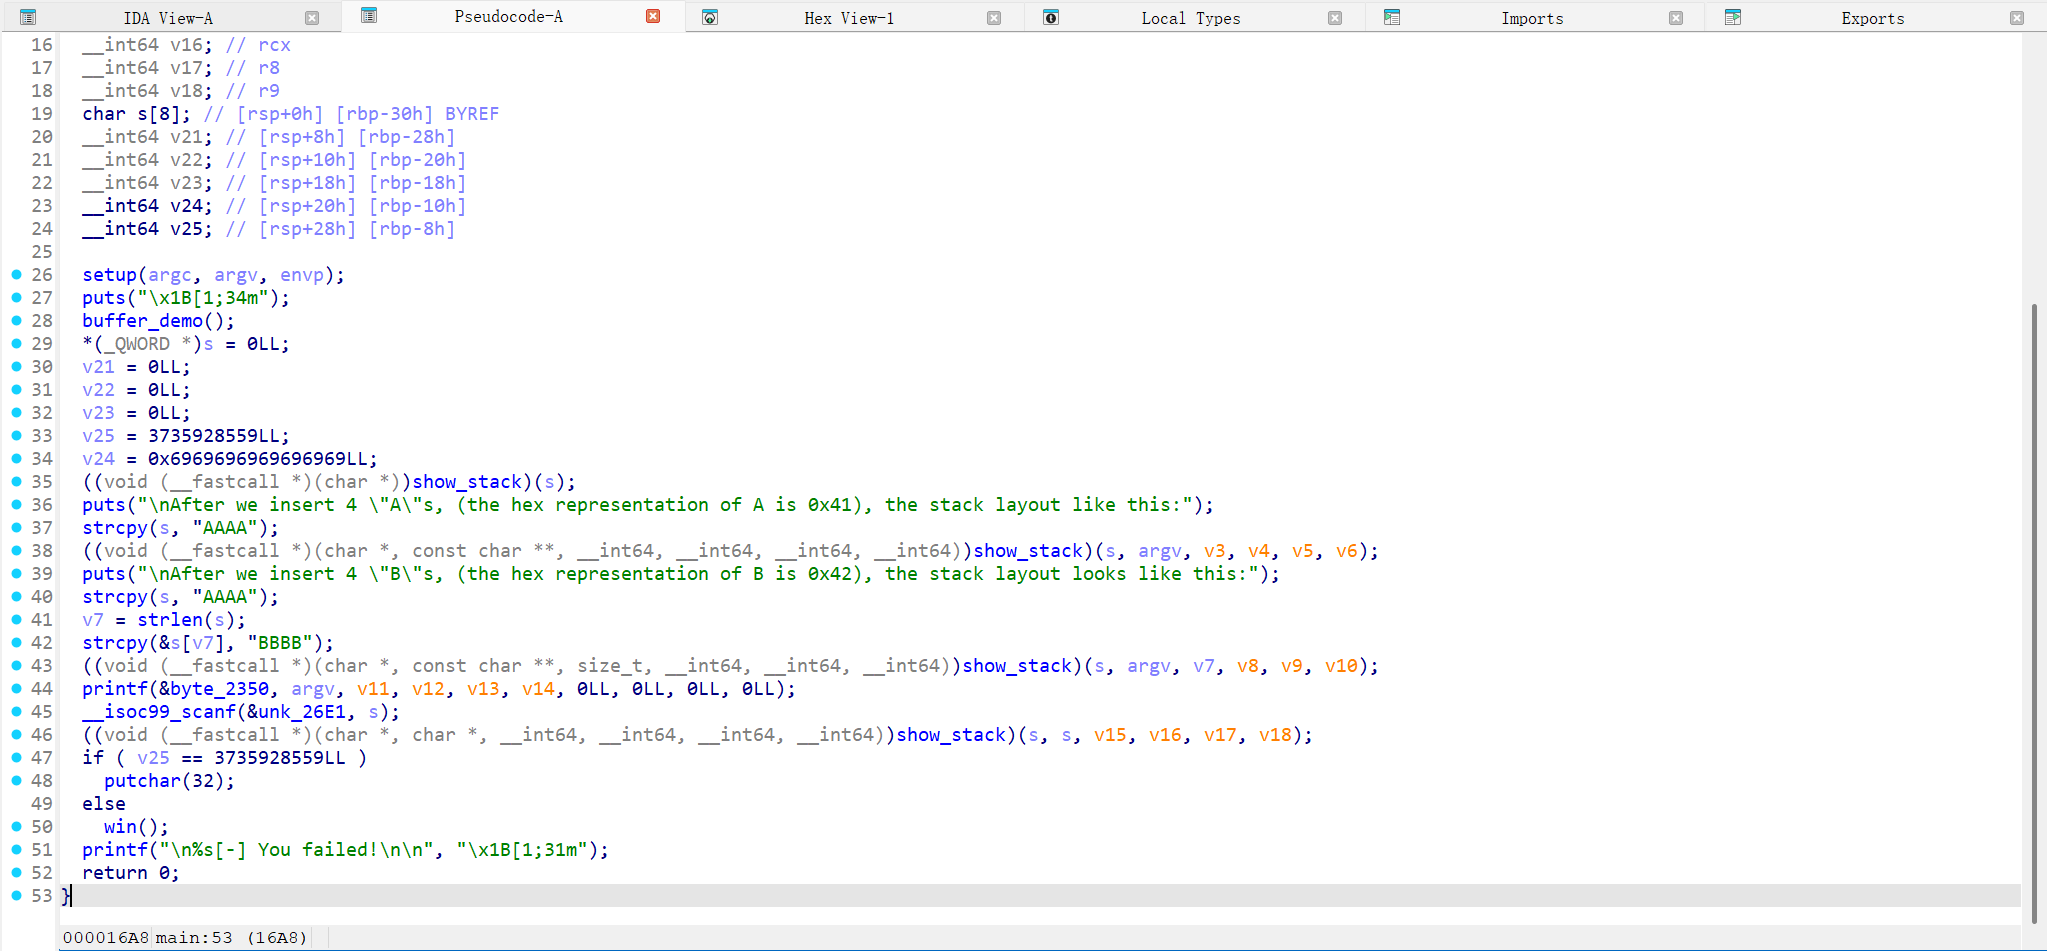 IDA View-A Pseudocode-A Hex View-1 Local Types Imports Exports
16 __int64 v16; // rcx
17 __int64 v17; // r8
18 __int64 v18; // r9
19 char s[8]; // [rsp+0h] [rbp-30h] BYREF
20 __int64 v21; // [rsp+8h] [rbp-28h]
21 __int64 v22; // [rsp+10h] [rbp-20h]
22 __int64 v23; // [rsp+18h] [rbp-18h]
23 __int64 v24; // [rsp+20h] [rbp-10h]
24 __int64 v25; // [rsp+28h] [rbp-8h]
25
26 setup(argc, argv, envp);
27 puts("\x1B[1;34m");
28 buffer_demo();
29 *(_QWORD *)s = 0LL;
30 v21 = 0LL;
31 v22 = 0LL;
32 v23 = 0LL;
33 v25 = 3735928559LL;
34 v24 = 0x6969696969696969LL;
35 ((void (__fastcall *)(char *))show_stack)(s);
36 puts("\nAfter we insert 4 \"A\"s, (the hex representation of A is 0x41), the stack layout like this:");
37 strcpy(s, "AAAA");
38 ((void (__fastcall *)(char *, const char **, __int64, __int64, __int64, __int64))show_stack)(s, argv, v3, v4, v5, v6);
39 puts("\nAfter we insert 4 \"B\"s, (the hex representation of B is 0x42), the stack layout looks like this:");
40 strcpy(s, "AAAA");
41 v7 = strlen(s);
42 strcpy(&s[v7], "BBBB");
43 ((void (__fastcall *)(char *, const char **, size_t, __int64, __int64, __int64))show_stack)(s, argv, v7, v8, v9, v10);
44 printf(&byte_2350, argv, v11, v12, v13, v14, 0LL, 0LL, 0LL, 0LL);
45 __isoc99_scanf(&unk_26E1, s);
46 ((void (__fastcall *)(char *, char *, __int64, __int64, __int64, __int64))show_stack)(s, s, v15, v16, v17, v18);
47 if ( v25 == 3735928559LL )
48 putchar(32);
49 else
50 win();
51 printf("\n%s[-] You failed!\n\n", "\x1B[1;31m");
52 return 0;
53 }
000016A8 main:53 (16A8)